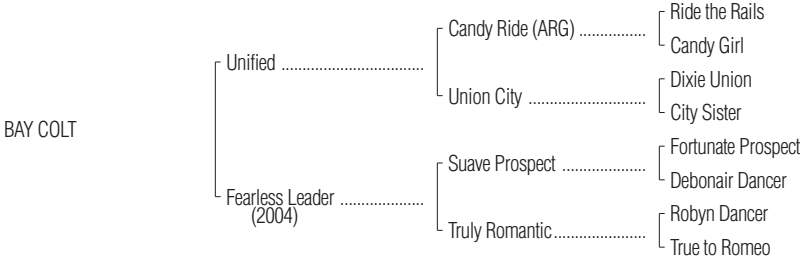 Ride the Rails
Candy Ride (ARG) ................
Candy Girl
Unified ..................................
Dixie Union
Union City ............................
City Sister
BAY COLT
Fortunate Prospect
Suave Prospect ....................
Debonair Dancer
Fearless Leader ....................
(2004)
Robyn Dancer
Truly Romantic......................
True to Romeo